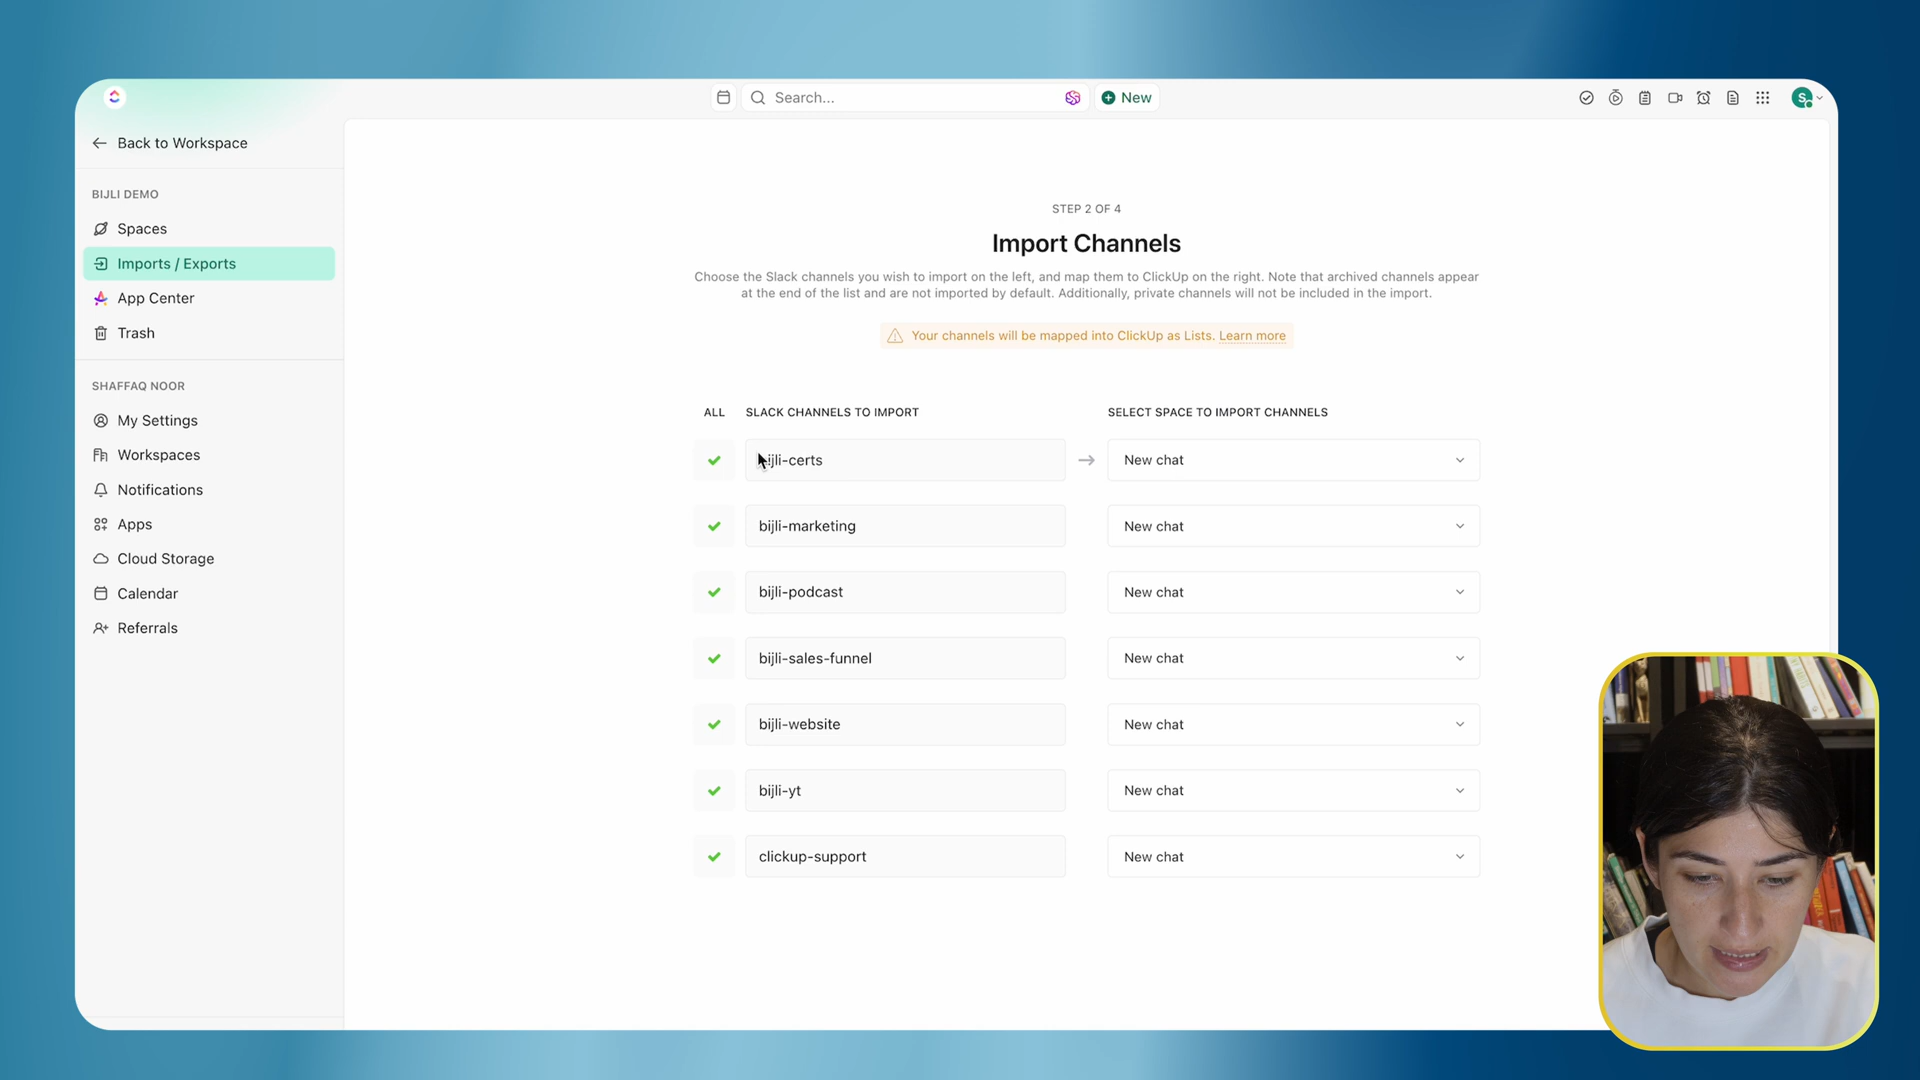 Search...
New
S
Back to Workspace
BIJLI DEMO
Spaces
Imports / Exports
App Center
Trash
SHAFFAQ NOOR
My Settings
Workspaces
Notifications
Apps
Cloud Storage
Calendar
Referrals
STEP 2 OF 4
Import Channels
Choose the Slack channels you wish to import on the left, and map them to ClickUp on the right. Note that archived channels appear
at the end of the list and are not imported by default. Additionally, private channels will not be included in the import.
Your channels will be mapped into ClickUp as Lists. Learn more
ALL SLACK CHANNELS TO IMPORT SELECT SPACE TO IMPORT CHANNELS
bijli-certs New chat
bijli-marketing New chat
bijli-podcast New chat
bijli-sales-funnel New chat
bijli-website New chat
bijli-yt New chat
clickup-support New chat